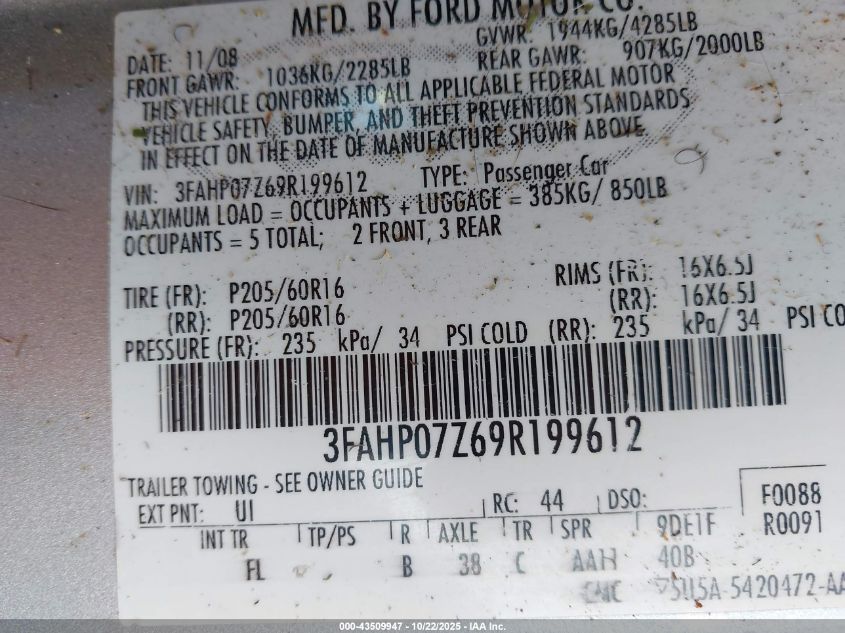 MFD. BY FORD MOTOR CO.
DATE: 11/08 GVWR: 1944KG/4285LB
FRONT GAWR: 1036KG/2285LB REAR GAWR: 907KG/2000LB
THIS VEHICLE CONFORMS TO ALL APPLICABLE FEDERAL MOTOR
VEHICLE SAFETY, BUMPER, AND THEFT PREVENTION STANDARDS
IN EFFECT ON THE DATE OF MANUFACTURE SHOWN ABOVE.
VIN: 3FAHP07Z69R199612 TYPE: Passenger Car
MAXIMUM LOAD = OCCUPANTS + LUGGAGE = 385KG/ 850LB
OCCUPANTS = 5 TOTAL; 2 FRONT, 3 REAR
TIRE (FR): P205/60R16 RIMS (FR): 16X6.5J
(RR): P205/60R16 (RR): 16X6.5J
PRESSURE (FR): 235 kPa/ 34 PSI COLD (RR): 235 kPa/ 34 PSI CO
3FAHP07Z69R199612
TRAILER TOWING - SEE OWNER GUIDE
EXT PNT: UI RC: 44 DSO: F0088
INT TR TP/PS R AXLE TR SPR 9DE1F R0091
FL B 38 C AAH 40B
5U5A-5420472-AA
000-43509947 - 10/22/2025 - IAA Inc.